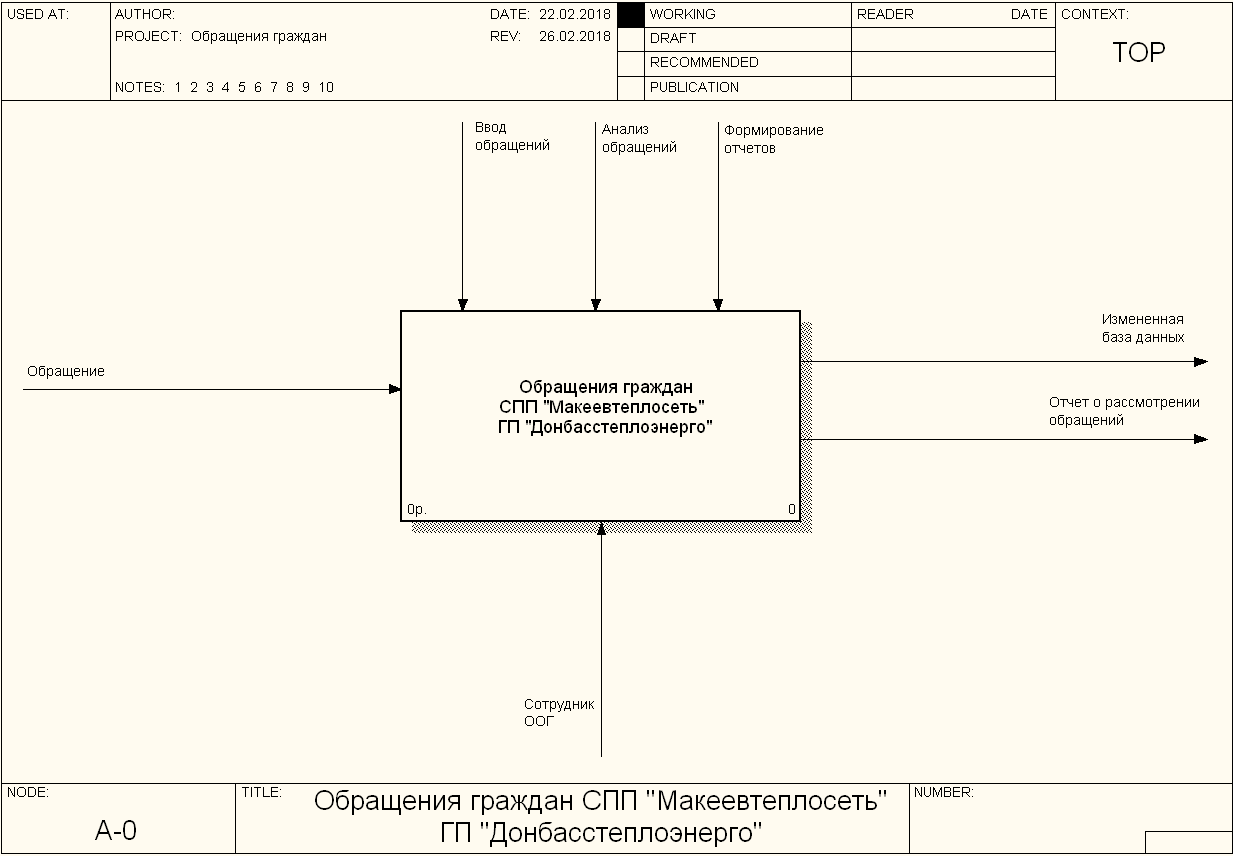 USED AT:
AUTHOR:
DATE: 22.02.2018
PROJECT: Обращения граждан
REV: 26.02.2018
NOTES: 1 2 3 4 5 6 7 8 9 10
WORKING
DRAFT
RECOMMENDED
PUBLICATION
READER DATE
CONTEXT:
TOP
Ввод
обращений
Анализ
обращений
Формирование
отчетов
Обращение
Обращения граждан
СПП "Макеевтеплосеть"
ГП "Донбасстеплоэнерго"
0р. 0
Измененная
база данных
Отчет о рассмотрении
обращений
Сотрудник
ООГ
NODE:
A-0
TITLE:
Обращения граждан СПП "Макеевтеплосеть"
ГП "Донбасстеплоэнерго"
NUMBER: